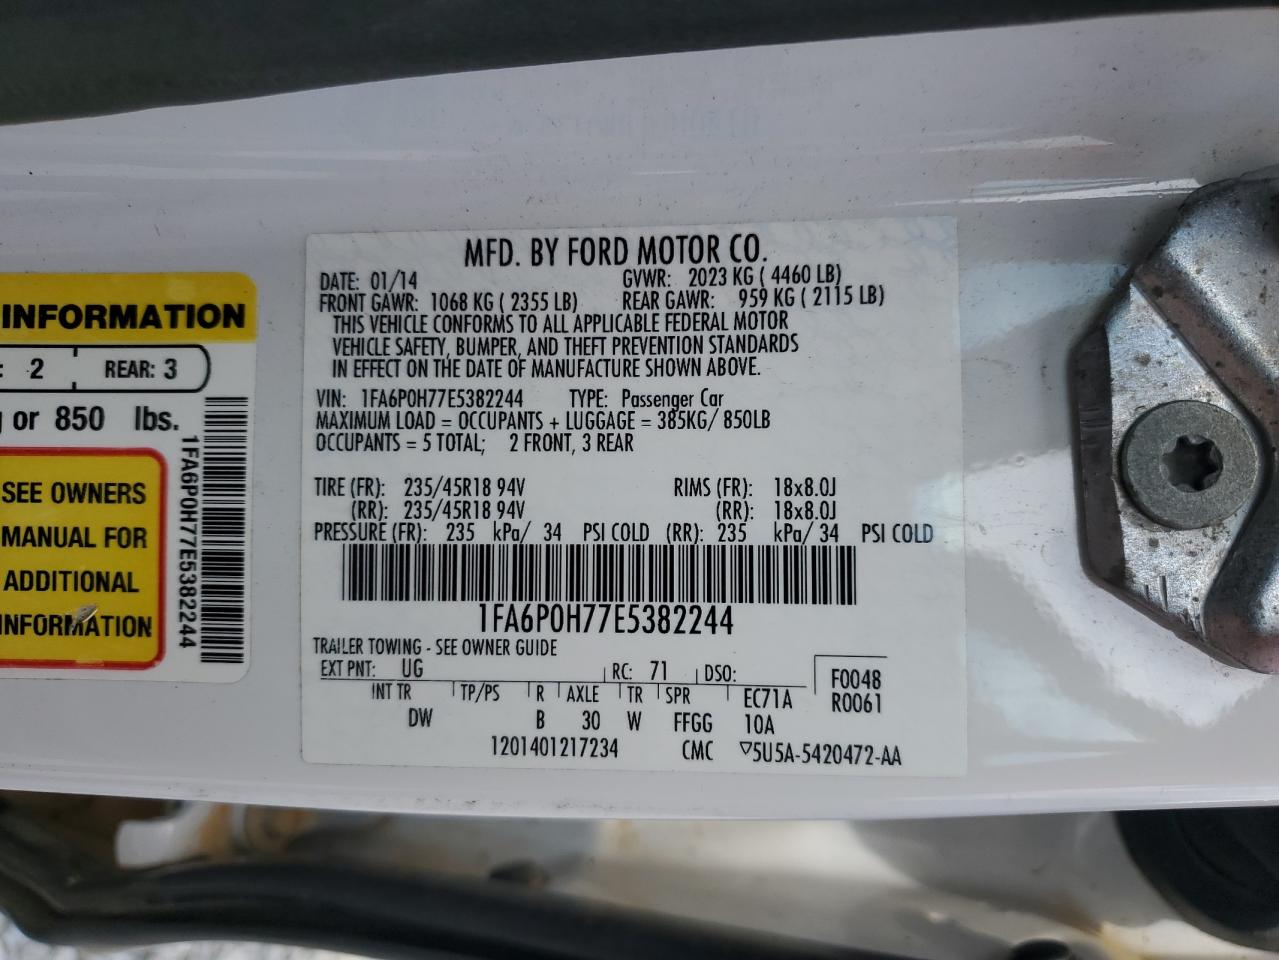 INFORMATION
: 2 REAR: 3
or 850 lbs.
SEE OWNERS
MANUAL FOR
ADDITIONAL
INFORMATION
1FA6P0H77E5382244
MFD. BY FORD MOTOR CO.
DATE: 01/14 GVWR: 2023 KG ( 4460 LB)
FRONT GAWR: 1068 KG ( 2355 LB) REAR GAWR: 959 KG ( 2115 LB)
THIS VEHICLE CONFORMS TO ALL APPLICABLE FEDERAL MOTOR
VEHICLE SAFETY, BUMPER, AND THEFT PREVENTION STANDARDS
IN EFFECT ON THE DATE OF MANUFACTURE SHOWN ABOVE.
VIN: 1FA6P0H77E5382244 TYPE: Passenger Car
MAXIMUM LOAD = OCCUPANTS + LUGGAGE = 385KG/ 850LB
OCCUPANTS = 5 TOTAL; 2 FRONT, 3 REAR
TIRE (FR): 235/45R18 94V RIMS (FR): 18x8.0J
(RR): 235/45R18 94V (RR): 18x8.0J
PRESSURE (FR): 235 kPa/ 34 PSI COLD (RR): 235 kPa/ 34 PSI COLD
1FA6P0H77E5382244
TRAILER TOWING - SEE OWNER GUIDE
EXT PNT: UG RC: 71 DSO: F0048
INT TR TP/PS R AXLE TR SPR EC71A R0061
DW B 30 W FFGG 10A
1201401217234 CMC ▽5U5A-5420472-AA